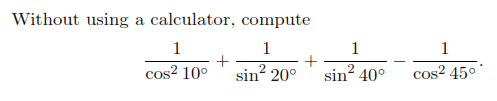 Without using a calculator, compute
1/cos² 10° + 1/sin² 20° + 1/sin² 40° − 1/cos² 45°.